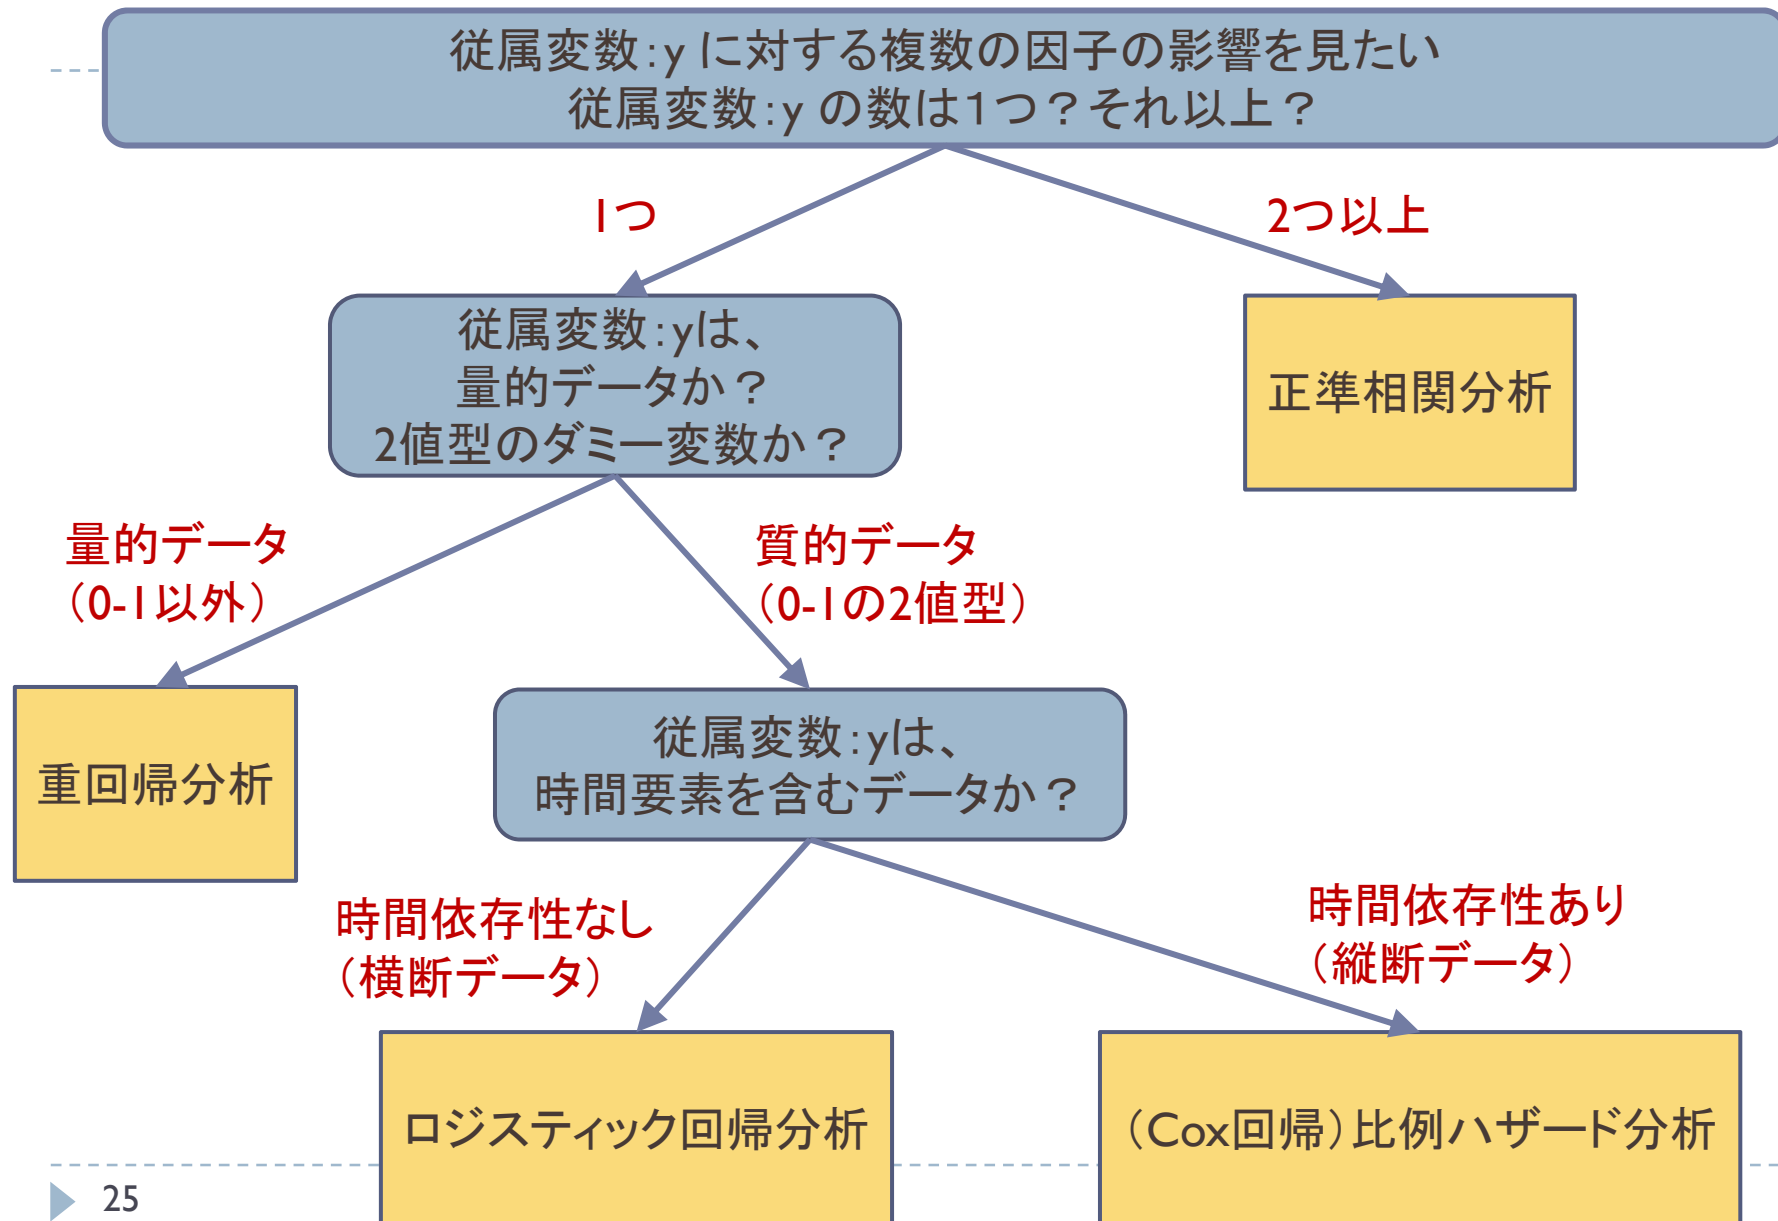 従属変数:y に対する複数の因子の影響を見たい
従属変数:y の数は１つ？それ以上？
1つ
2つ以上
従属変数:yは、
量的データか？
2値型のダミー変数か？
正準相関分析
量的データ
（0-1以外）
質的データ
（0-1の2値型）
重回帰分析
従属変数:yは、
時間要素を含むデータか？
時間依存性なし
（横断データ）
時間依存性あり
（縦断データ）
ロジスティック回帰分析
（Cox回帰）比例ハザード分析
25